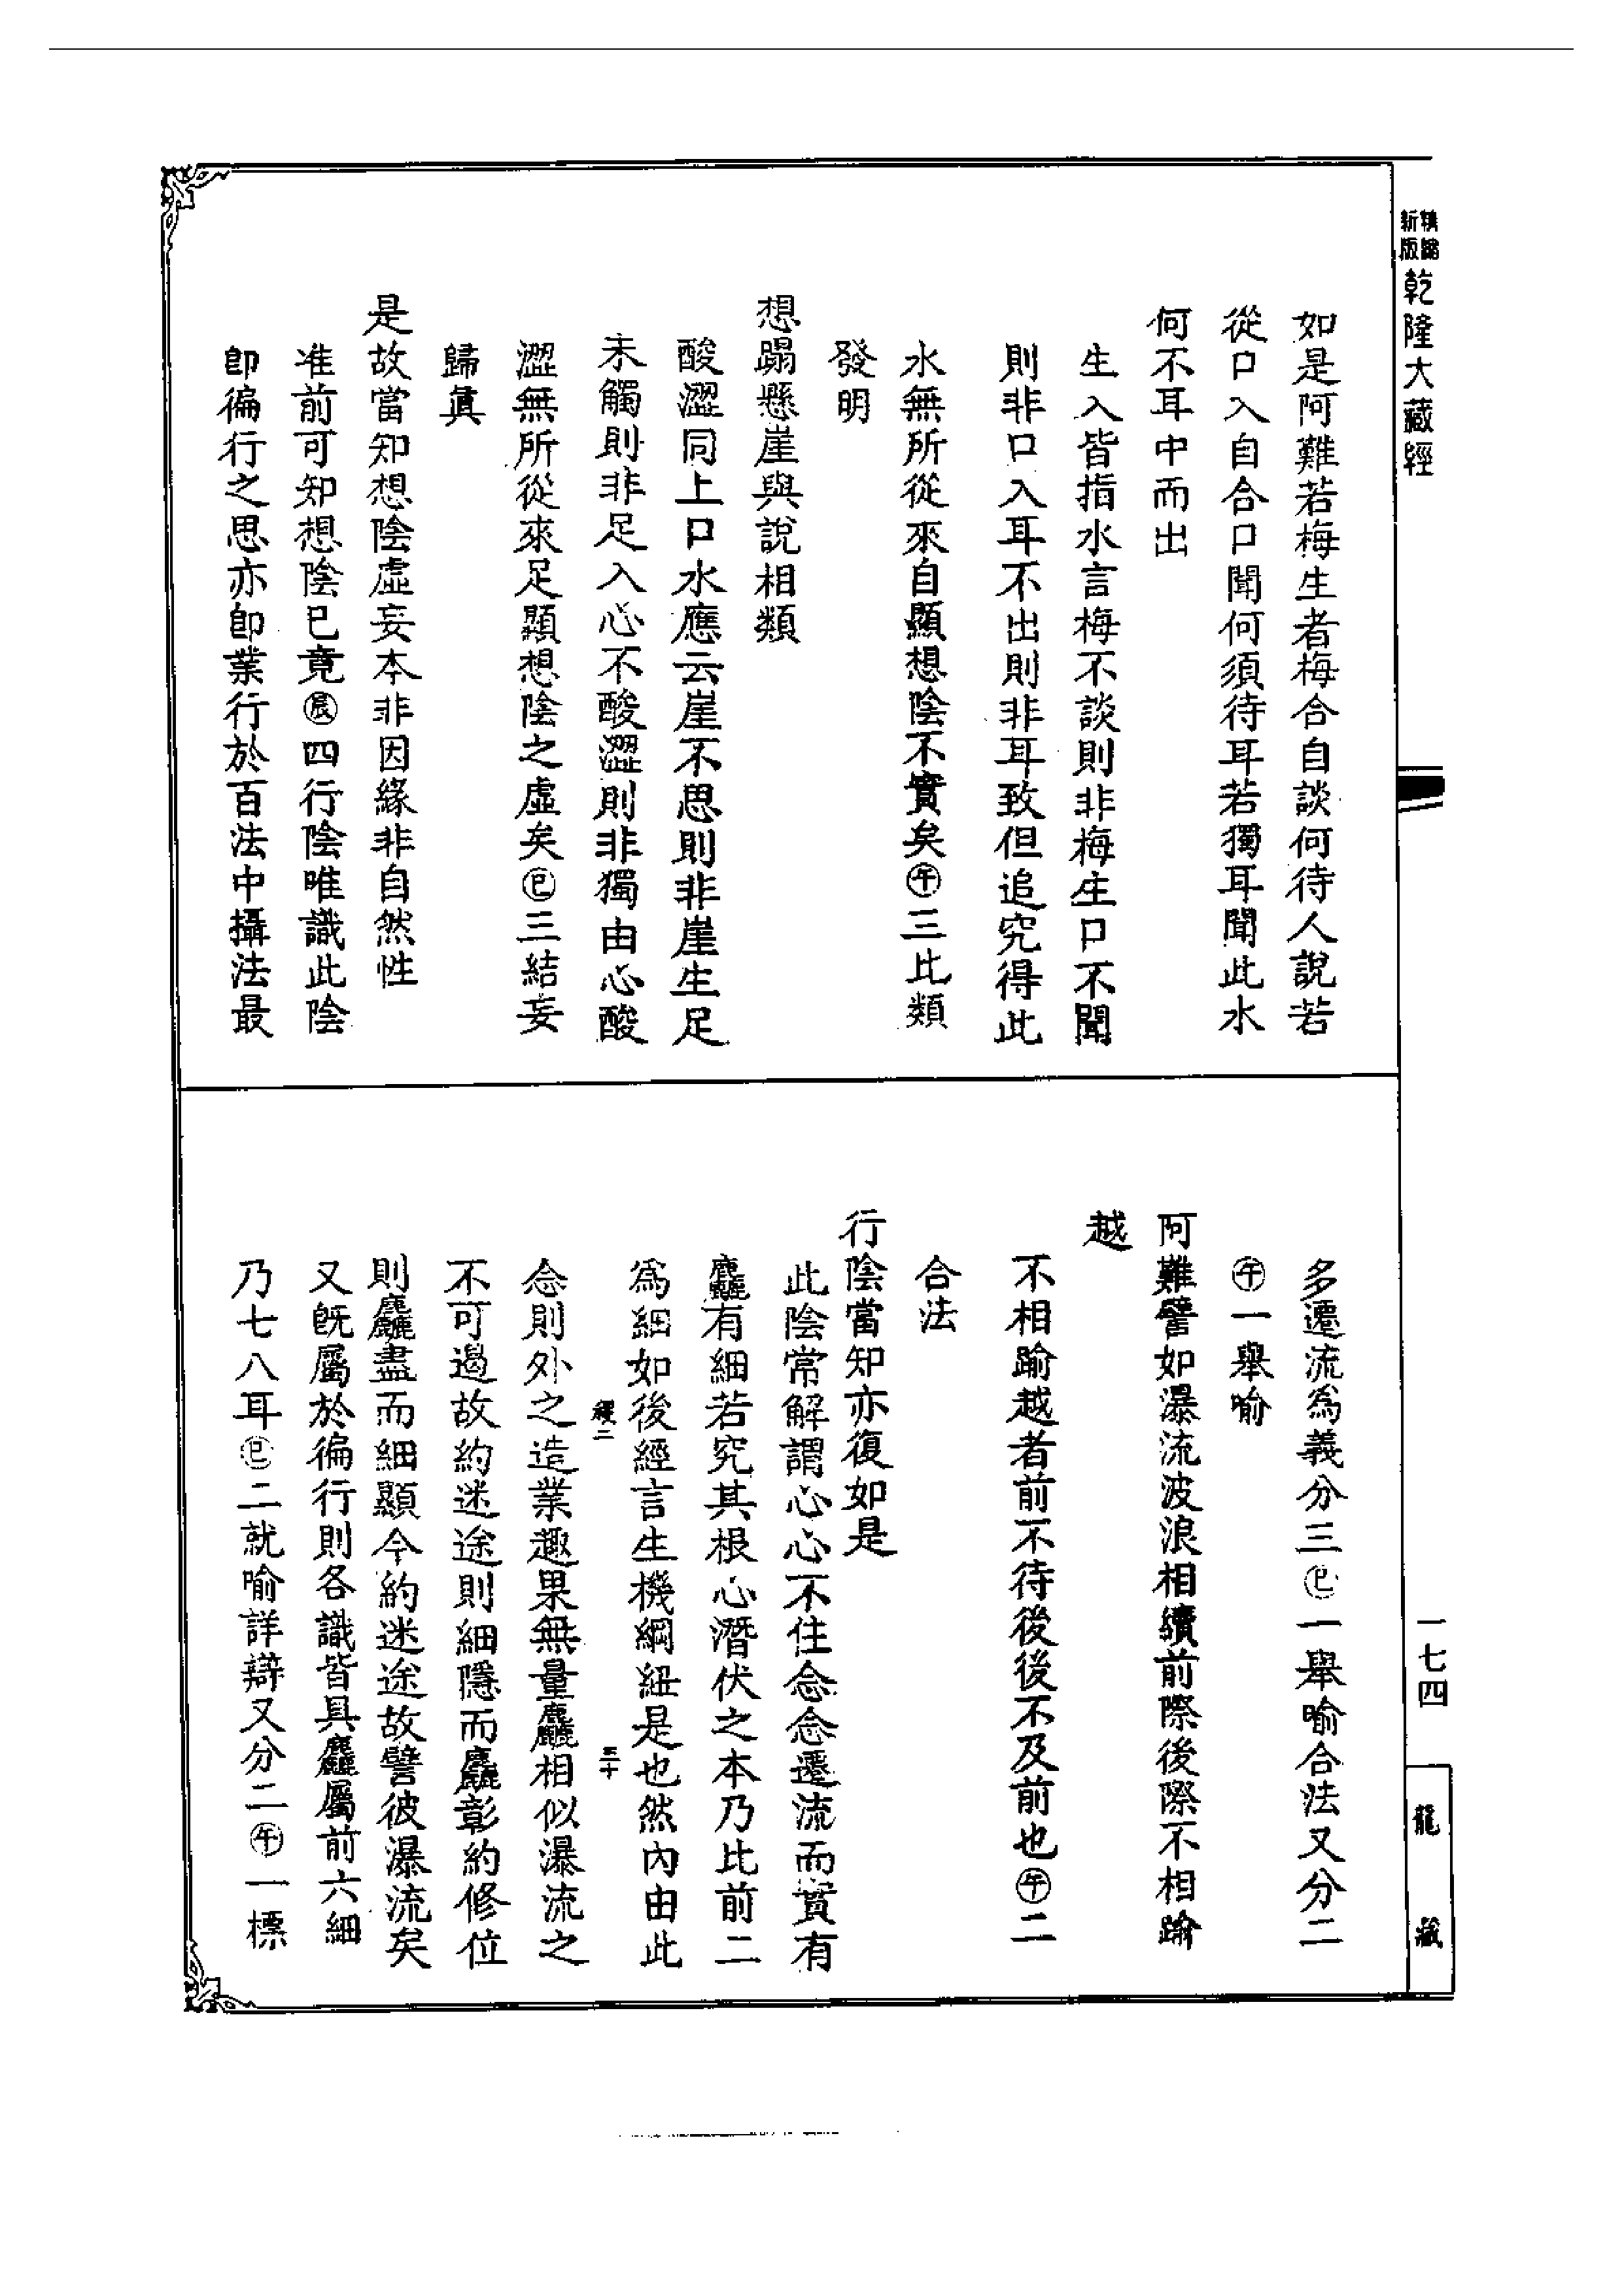 精縮新版
乾隆大藏經
如是阿難若梅生者梅合自談何待人說若
從口入自合口聞何須待耳若獨耳聞此水
何不耳中而出
生入皆指水言梅不談則非梅生口不聞
則非口入耳不出則非耳致但追究得此
水無所從來自顯想陰不實矣㊌三比類
發明
想蹋懸崖與說相類
酸澀同上口水應云崖不思則非崖生足
未觸則非足入心不酸澀則非獨由心酸
澀無所從來足顯想陰之虛矣巳三結妄
歸眞
是故當知想陰虛妄本非因緣非自然性
准前可知想陰已竟辰四行陰唯識此陰
卽徧行之思亦卽業行於百法中攝法最
多遷流爲義分三巳一舉喻合法又分二
午一舉喻
阿難譬如瀑流波浪相續前際後際不相踰
越
不相踰越者前不待後後不及前也午二
合法
行陰當知亦復如是
此陰常解謂心心不住念念遷流而實有
麤有細若究其根心潛伏之本乃比前二
爲細如後經言生機綱紐是也然內由此
念則外之造業趣果無量麤相似瀑流之
不可遏故約迷途則細隱而麤彰約修位
則麤盡而細顯今約迷途故譬彼瀑流矣
又旣屬於徧行則各識皆具麤屬前六細
乃七八耳巳二就喻詳辯又分二午一標
一七四
龍藏